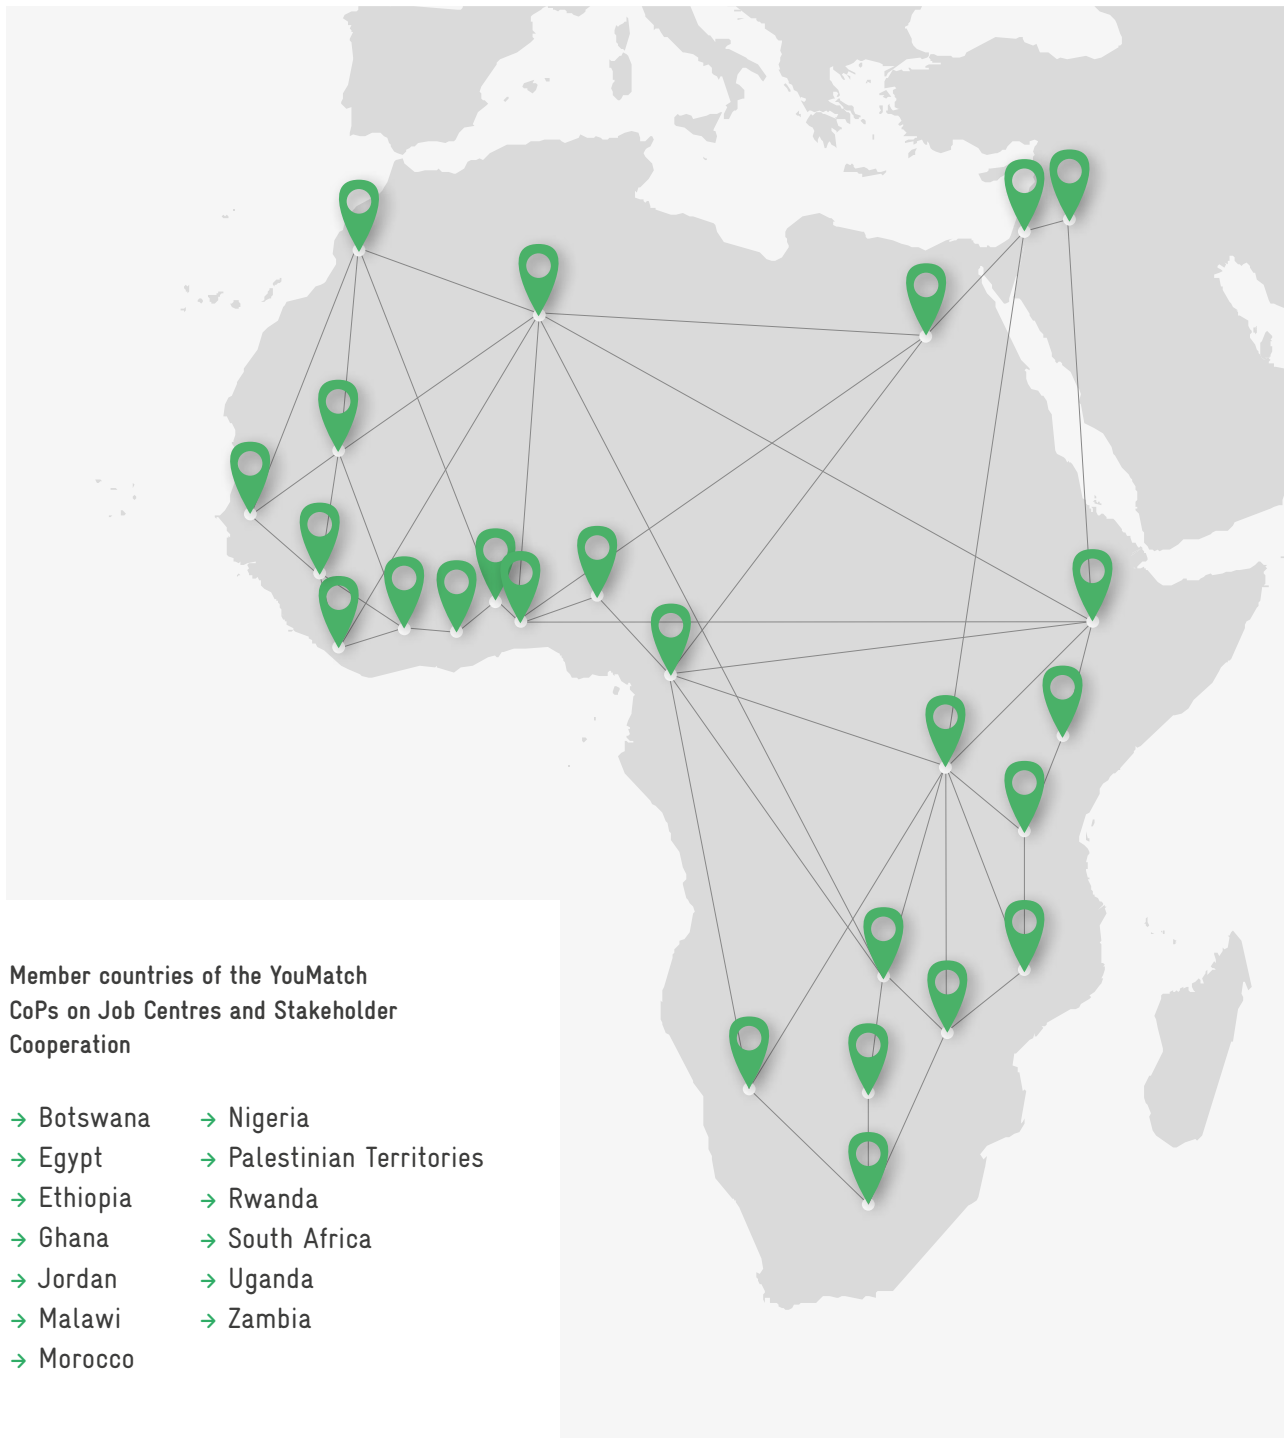 Member countries of the YouMatch
CoPs on Job Centres and Stakeholder
Cooperation
→ Botswana
→ Egypt
→ Ethiopia
→ Ghana
→ Jordan
→ Malawi
→ Morocco
→ Nigeria
→ Palestinian Territories
→ Rwanda
→ South Africa
→ Uganda
→ Zambia